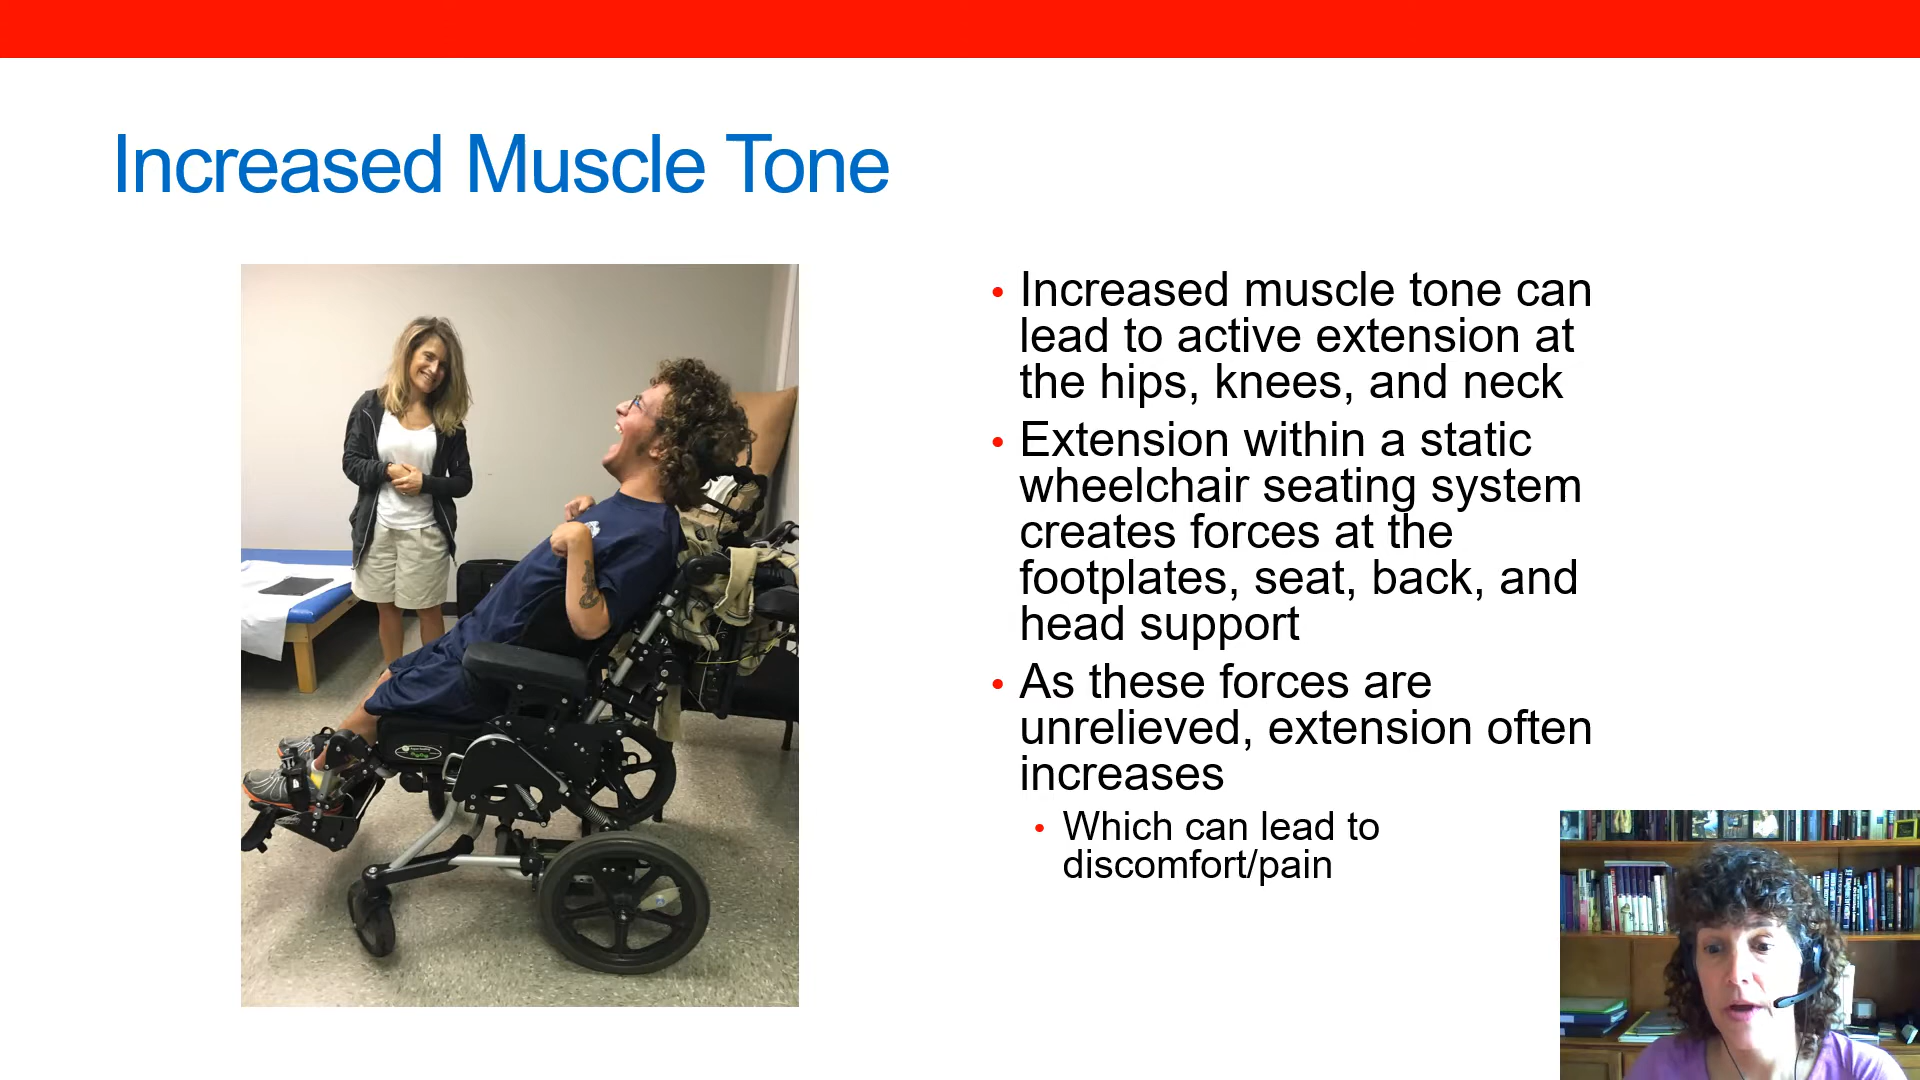 Increased Muscle Tone
• Increased muscle tone can
lead to active extension at
the hips, knees, and neck
• Extension within a static
wheelchair seating system
creates forces at the
footplates, seat, back, and
head support
• As these forces are
unrelieved, extension often
increases
• Which can lead to
discomfort/pain